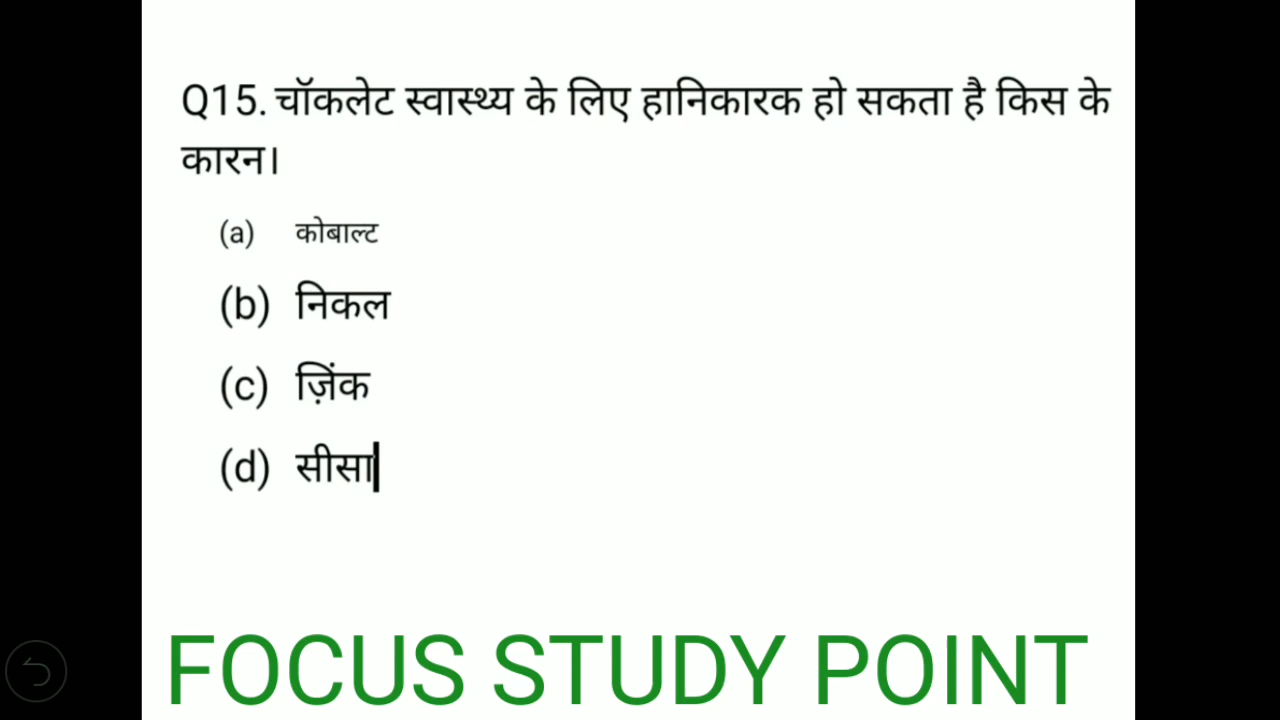 Q15. चॉकलेट स्वास्थ्य के लिए हानिकारक हो सकता है किस के
कारन।
(a) कोबाल्ट
(b) निकल
(c) ज़िंक
(d) सीसा
FOCUS STUDY POINT